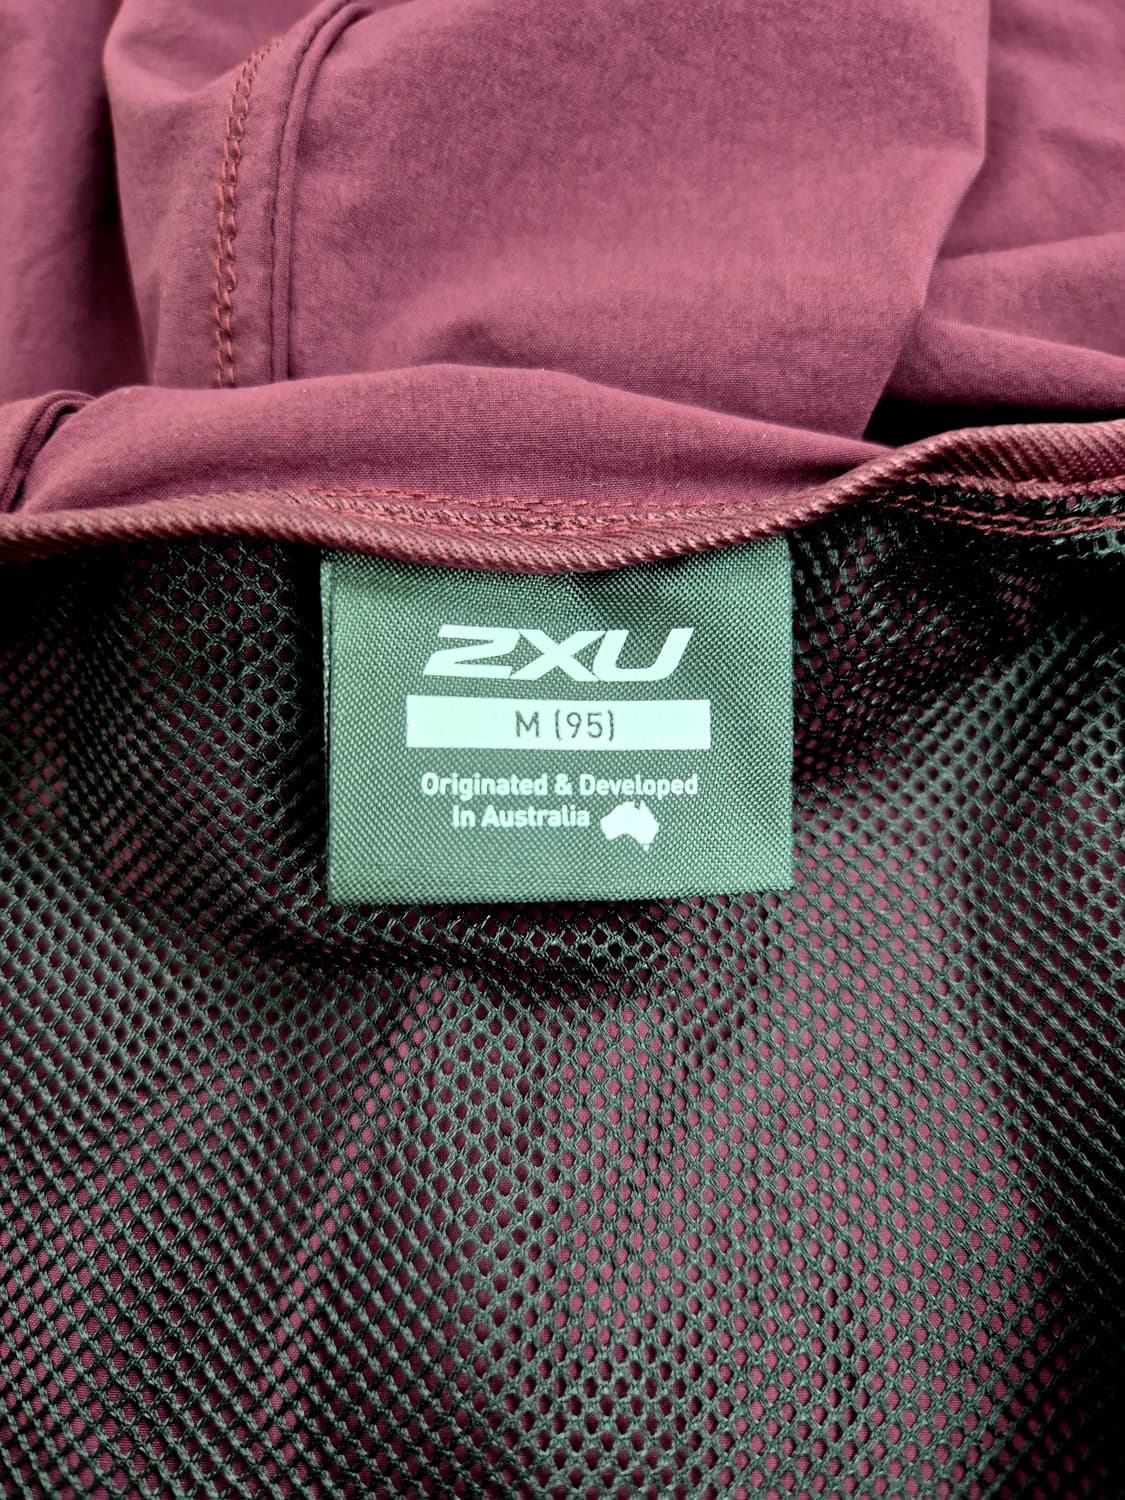 2XU
M (95)
Originated & Developed
In Australia